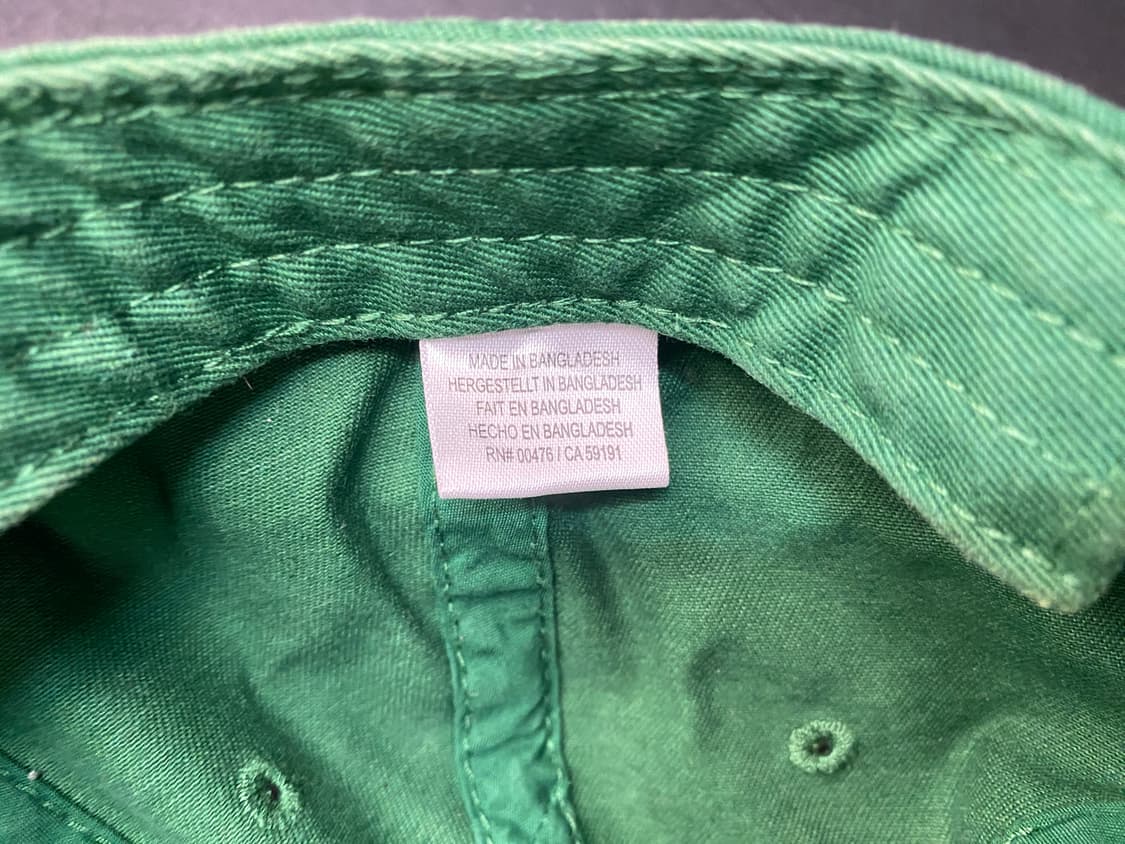 MADE IN BANGLADESH
HERGESTELLT IN BANGLADESH
FAIT EN BANGLADESH
HECHO EN BANGLADESH
RN# 00476 / CA 59191